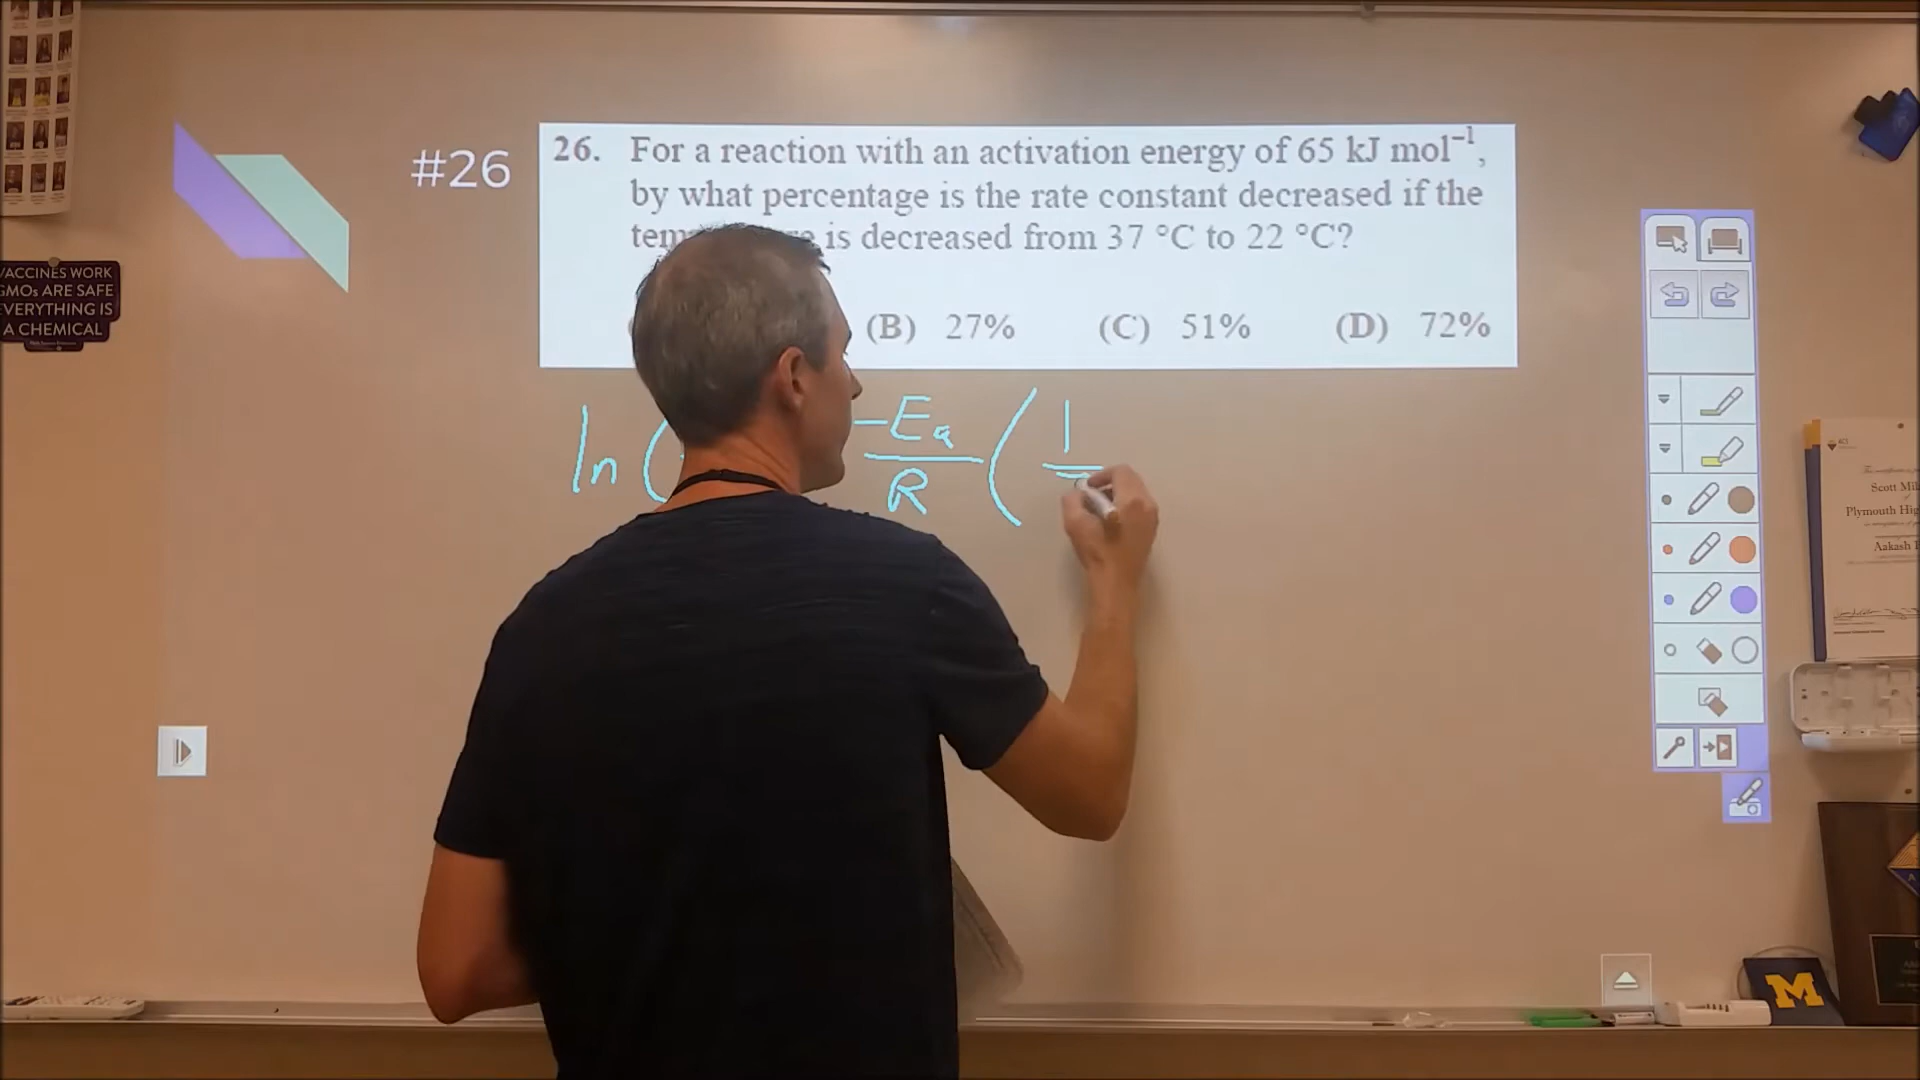 #26
26. For a reaction with an activation energy of 65 kJ mol⁻¹,
by what percentage is the rate constant decreased if the
is decreased from 37 °C to 22 °C?
(B) 27% (C) 51% (D) 72%
ln ( -Ea / R ( 1
VACCINES WORK
GMOs ARE SAFE
EVERYTHING IS
A CHEMICAL
Scott Mil
Plymouth Hig
Aakash
M